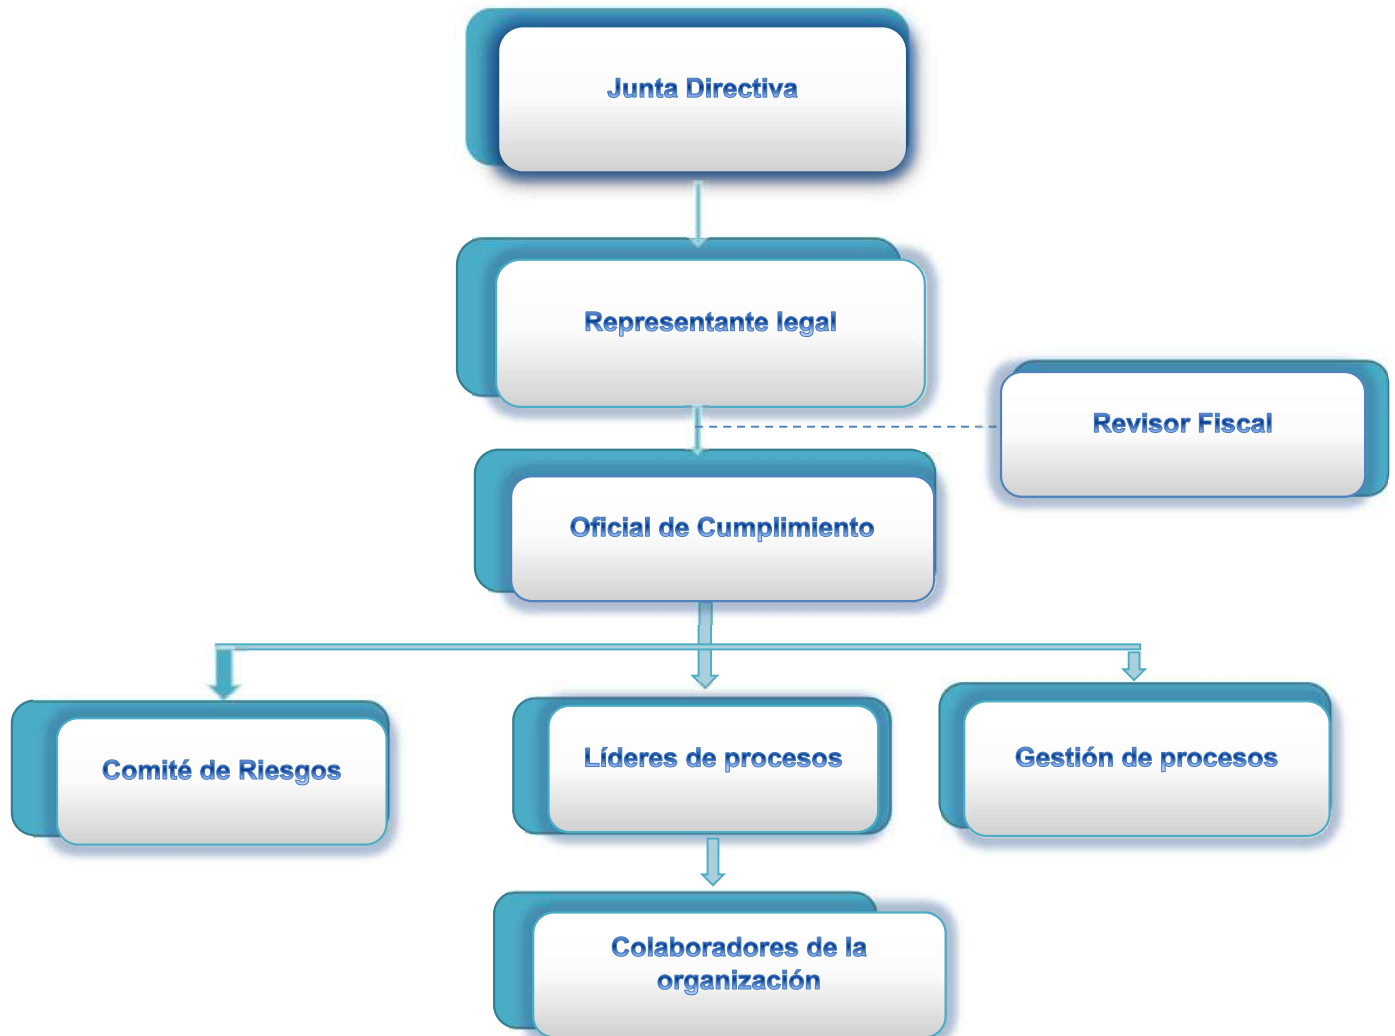 Junta Directiva
Representante legal
Revisor Fiscal
Oficial de Cumplimiento
Comité de Riesgos
Líderes de procesos
Gestión de procesos
Colaboradores de la
organización